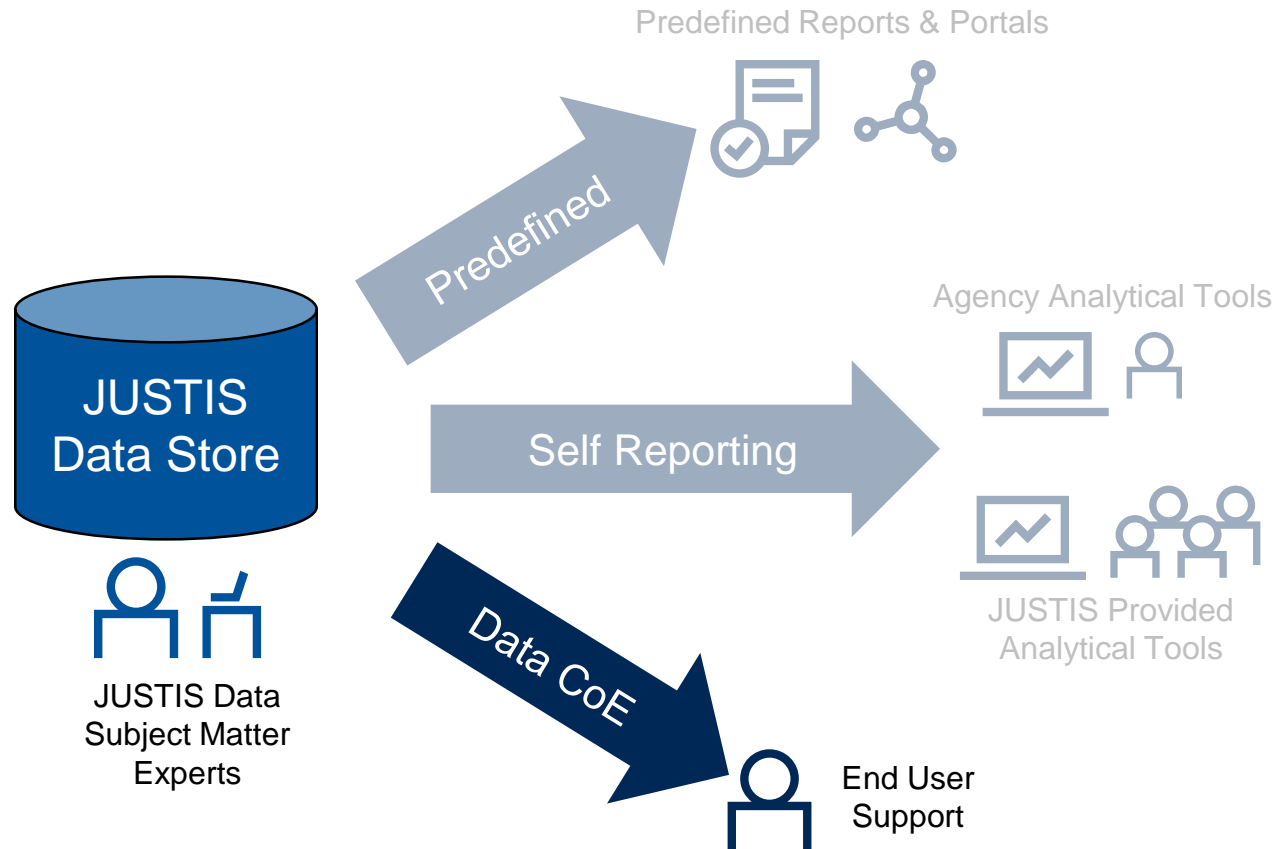 Predefined Reports & Portals
Predefined
Agency Analytical Tools
JUSTIS
Data Store
Self Reporting
JUSTIS Provided
Analytical Tools
Data CoE
JUSTIS Data
Subject Matter
Experts
End User
Support